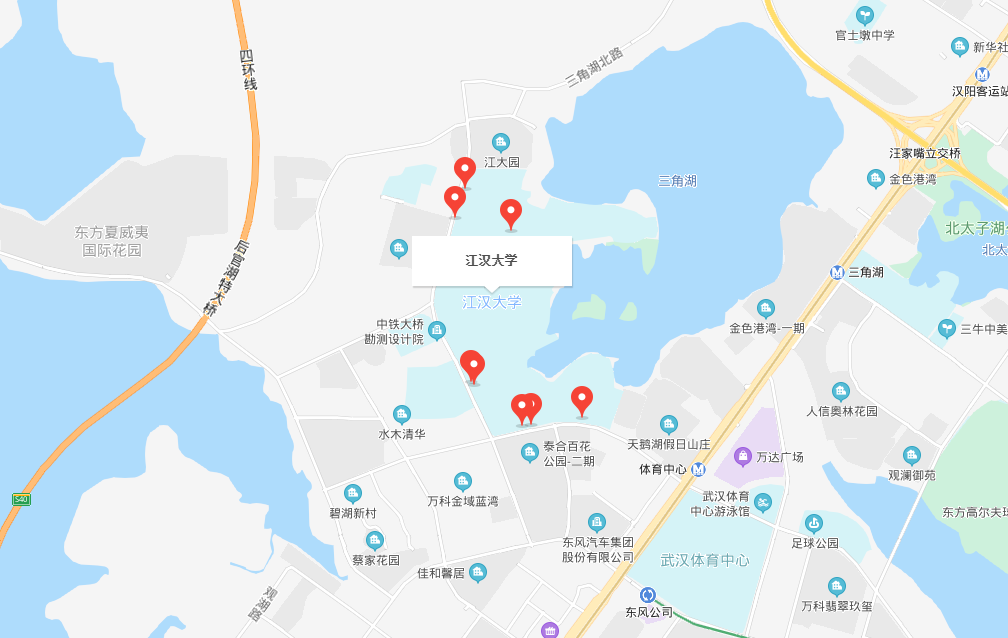 官士墩中学
四环线
三角湖北路
新华社
汉阳客运站
江大园
汪家嘴立交桥
三角湖
金色港湾
东方夏威夷
国际花园
北太子湖
北太
后官湖特大桥
江汉大学
三角湖
江汉大学
中铁大桥
勘测设计院
金色港湾-一期
三牛中美
人信奥林花园
水木清华
天鹅湖假日山庄
泰合百花
公园-二期
万达广场
体育中心
观澜御苑
S40
万科金域蓝湾
武汉体育
中心游泳馆
碧湖新村
东方高尔夫球
东风汽车集团
股份有限公司
足球公园
蔡家花园
武汉体育中心
佳和馨居
观湖路
万科翡翠玖玺
东风公司